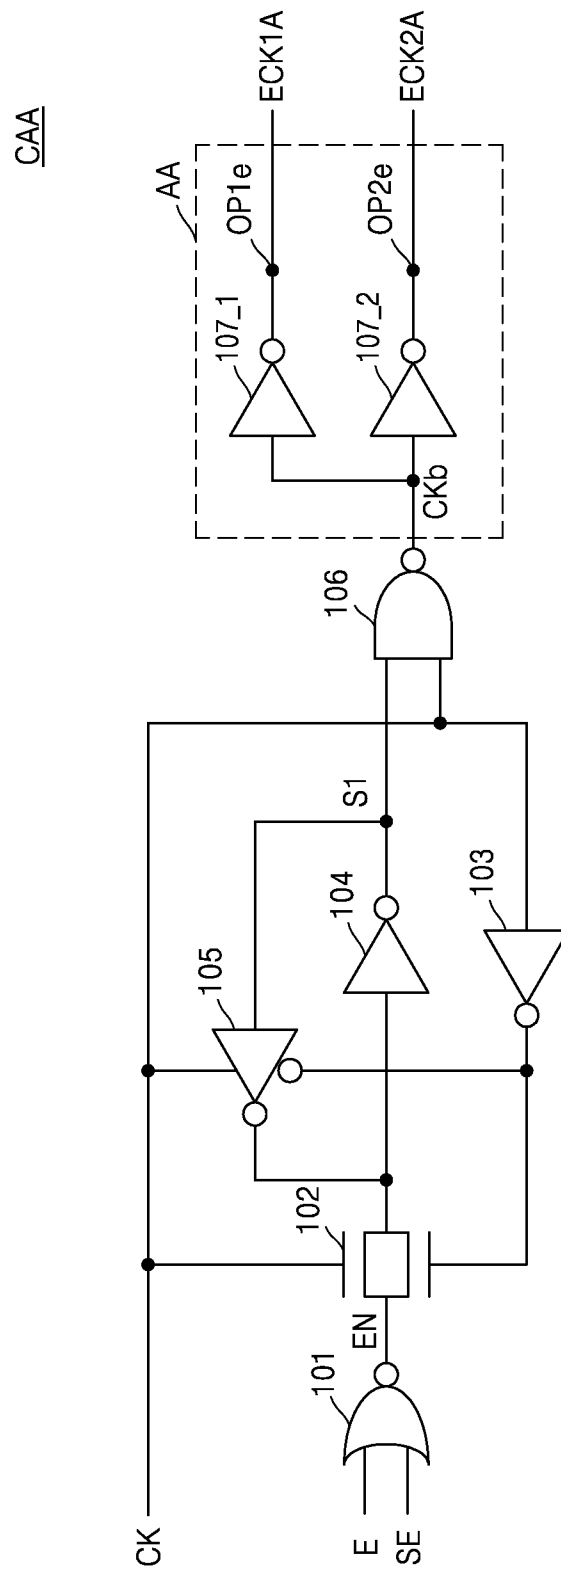 CAA
CK
E
SE
101
EN
102
105
104
S1
103
106
CKb
AA
107_1
107_2
OP1e
OP2e
ECK1A
ECK2A